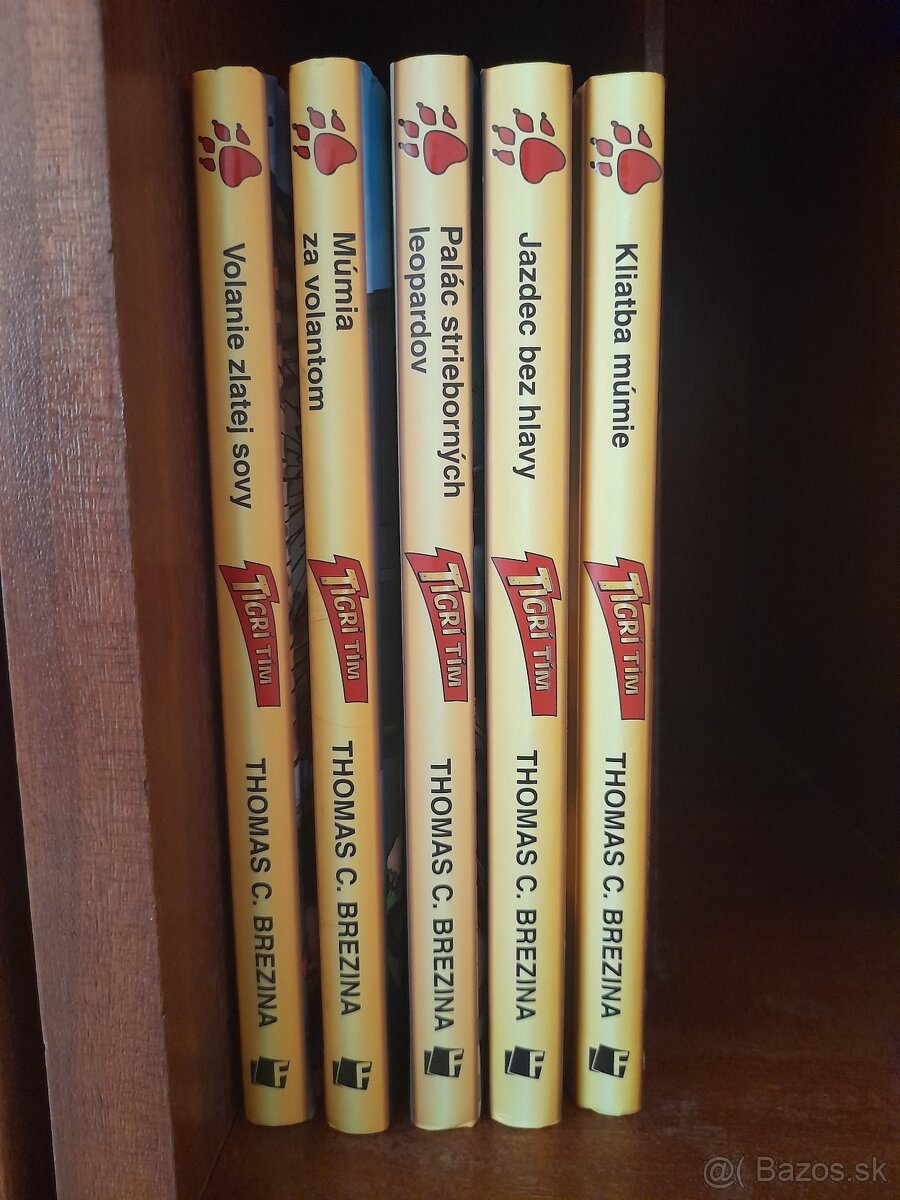 Volanie zlatej sovy
TIGRÍ TÍM
THOMAS C. BREZINA
Múmia
za volantom
TIGRÍ TÍM
THOMAS C. BREZINA
Palác strieborných
leopardov
TIGRÍ TÍM
THOMAS C. BREZINA
Jazdec bez hlavy
TIGRÍ TÍM
THOMAS C. BREZINA
Kliatba múmie
TIGRÍ TÍM
THOMAS C. BREZINA
@( Bazos.sk